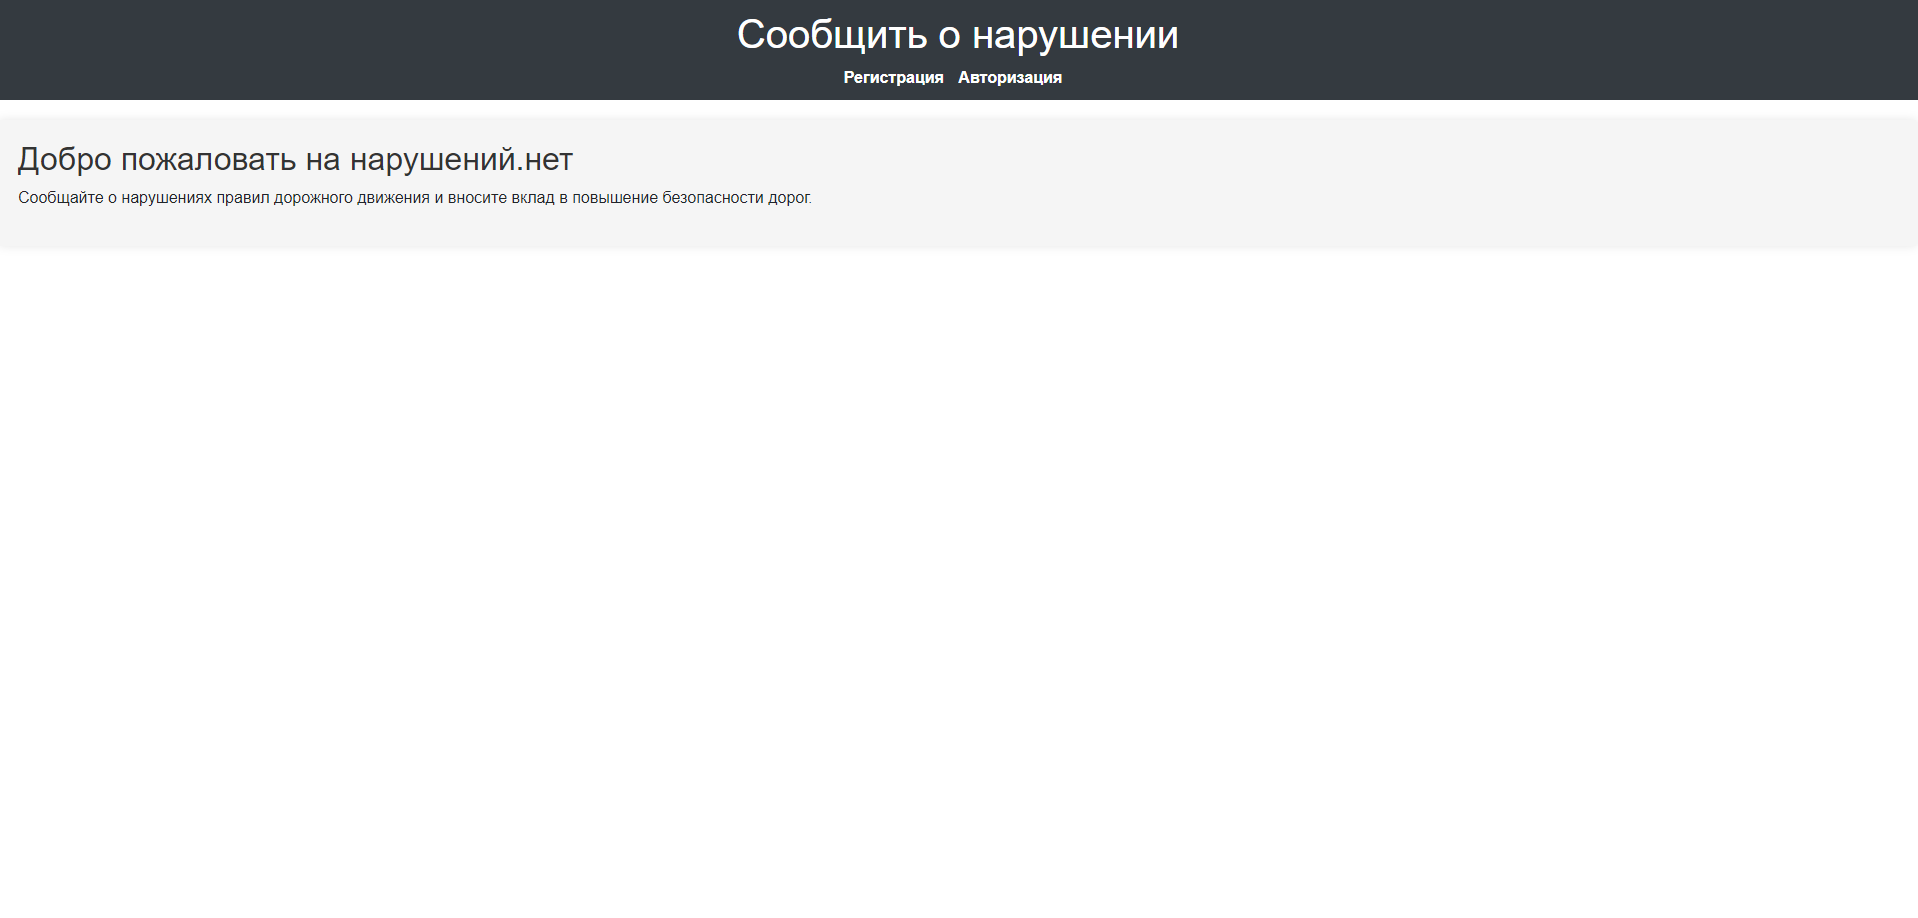 Сообщить о нарушении
Регистрация Авторизация
Добро пожаловать на нарушений.нет
Сообщайте о нарушениях правил дорожного движения и вносите вклад в повышение безопасности дорог.